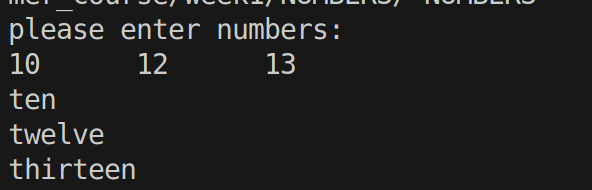 please enter numbers:
10      12      13
ten
twelve
thirteen